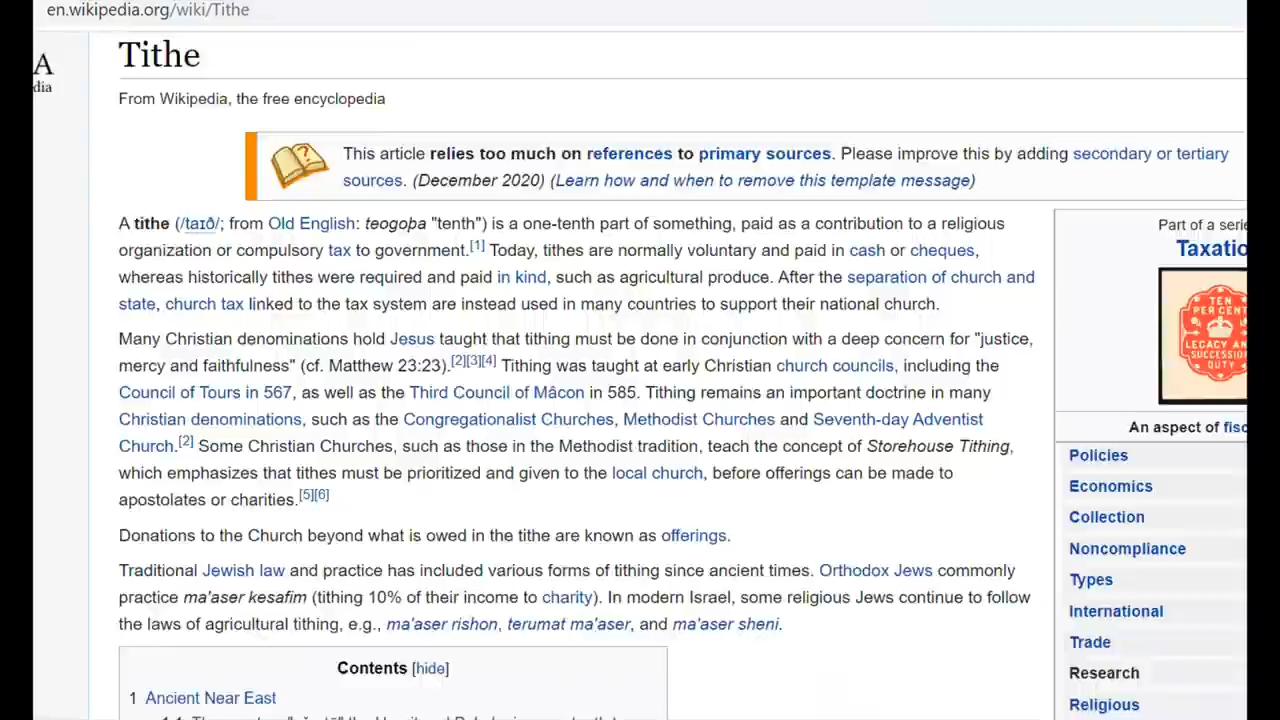 en.wikipedia.org/wiki/Tithe
A
dia
Tithe
From Wikipedia, the free encyclopedia
This article relies too much on references to primary sources. Please improve this by adding secondary or tertiary
sources. (December 2020) (Learn how and when to remove this template message)
A tithe (/taɪð/; from Old English: teogoþa "tenth") is a one-tenth part of something, paid as a contribution to a religious
organization or compulsory tax to government.[1] Today, tithes are normally voluntary and paid in cash or cheques,
whereas historically tithes were required and paid in kind, such as agricultural produce. After the separation of church and
state, church tax linked to the tax system are instead used in many countries to support their national church.
Many Christian denominations hold Jesus taught that tithing must be done in conjunction with a deep concern for "justice,
mercy and faithfulness" (cf. Matthew 23:23).[2][3][4] Tithing was taught at early Christian church councils, including the
Council of Tours in 567, as well as the Third Council of Mâcon in 585. Tithing remains an important doctrine in many
Christian denominations, such as the Congregationalist Churches, Methodist Churches and Seventh-day Adventist
Church.[2] Some Christian Churches, such as those in the Methodist tradition, teach the concept of Storehouse Tithing,
which emphasizes that tithes must be prioritized and given to the local church, before offerings can be made to
apostolates or charities.[5][6]
Donations to the Church beyond what is owed in the tithe are known as offerings.
Traditional Jewish law and practice has included various forms of tithing since ancient times. Orthodox Jews commonly
practice ma'aser kesafim (tithing 10% of their income to charity). In modern Israel, some religious Jews continue to follow
the laws of agricultural tithing, e.g., ma'aser rishon, terumat ma'aser, and ma'aser sheni.
Contents [hide]
1 Ancient Near East
Part of a serie
Taxatio
TEN
PER CENT
LEGACY AN
SUCCESSIO
DUTY
An aspect of fisc
Policies
Economics
Collection
Noncompliance
Types
International
Trade
Research
Religious